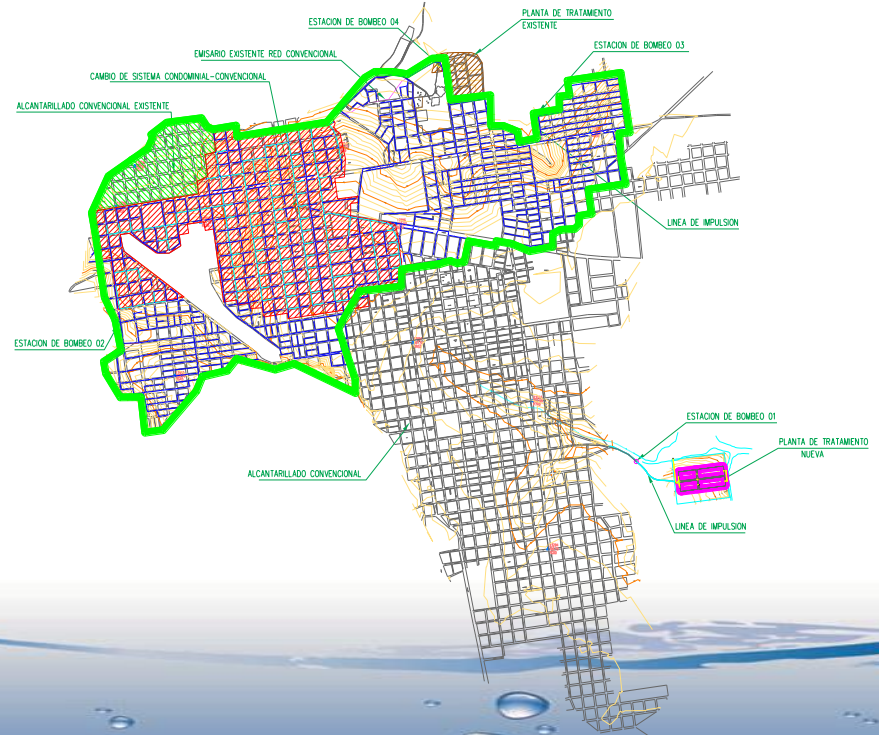 PLANTA DE TRATAMIENTO
EXISTENTE
ESTACION DE BOMBEO 04
ESTACION DE BOMBEO 03
EMISARIO EXISTENTE RED CONVENCIONAL
CAMBIO DE SISTEMA CONDOMINIAL-CONVENCIONAL
ALCANTARILLADO CONVENCIONAL EXISTENTE
LINEA DE IMPULSION
ESTACION DE BOMBEO 02
ESTACION DE BOMBEO 01
PLANTA DE TRATAMIENTO
NUEVA
ALCANTARILLADO CONVENCIONAL
LINEA DE IMPULSION